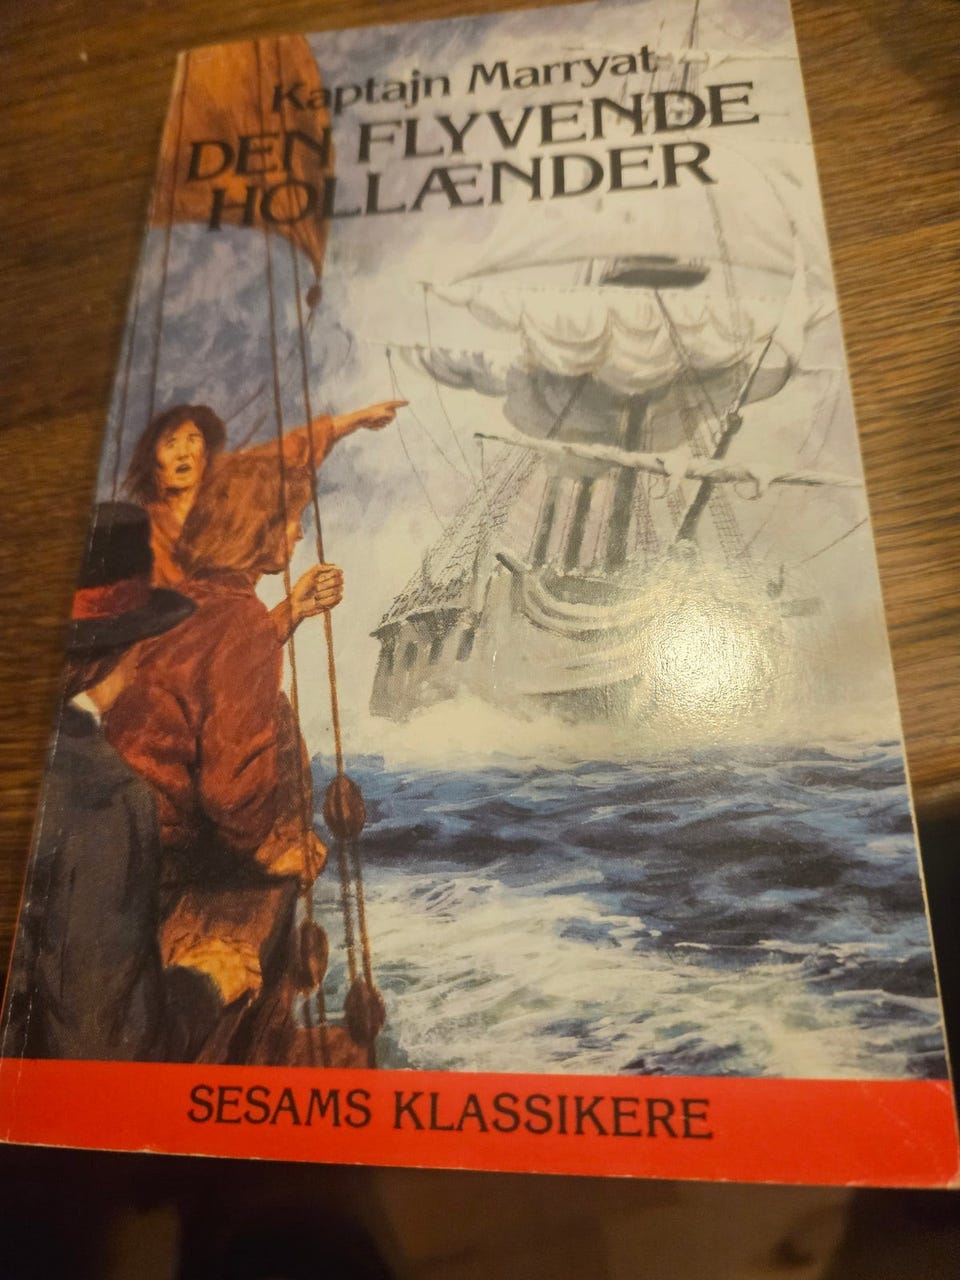 Kaptajn Marryat
DEN FLYVENDE
HOLLÆNDER
SESAMS KLASSIKERE